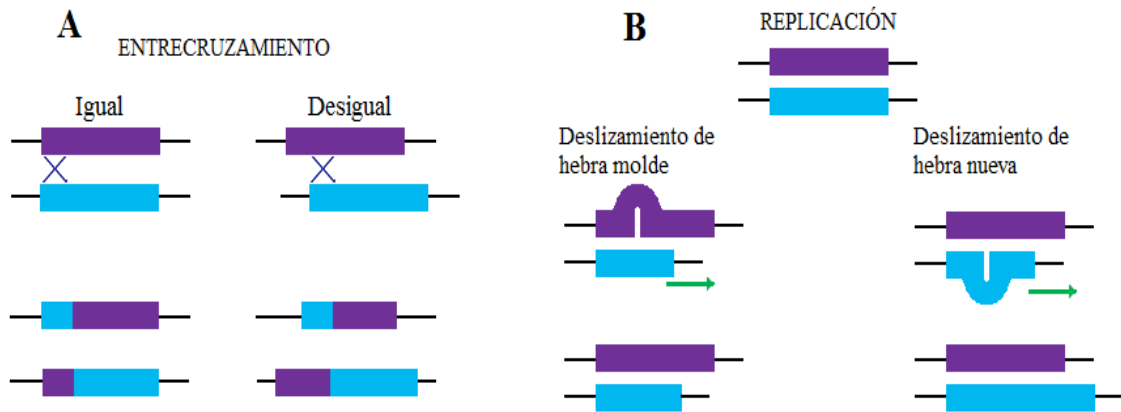 A
ENTRECRUZAMIENTO
Igual
Desigual
B
REPLICACIÓN
Deslizamiento de
hebra molde
Deslizamiento de
hebra nueva